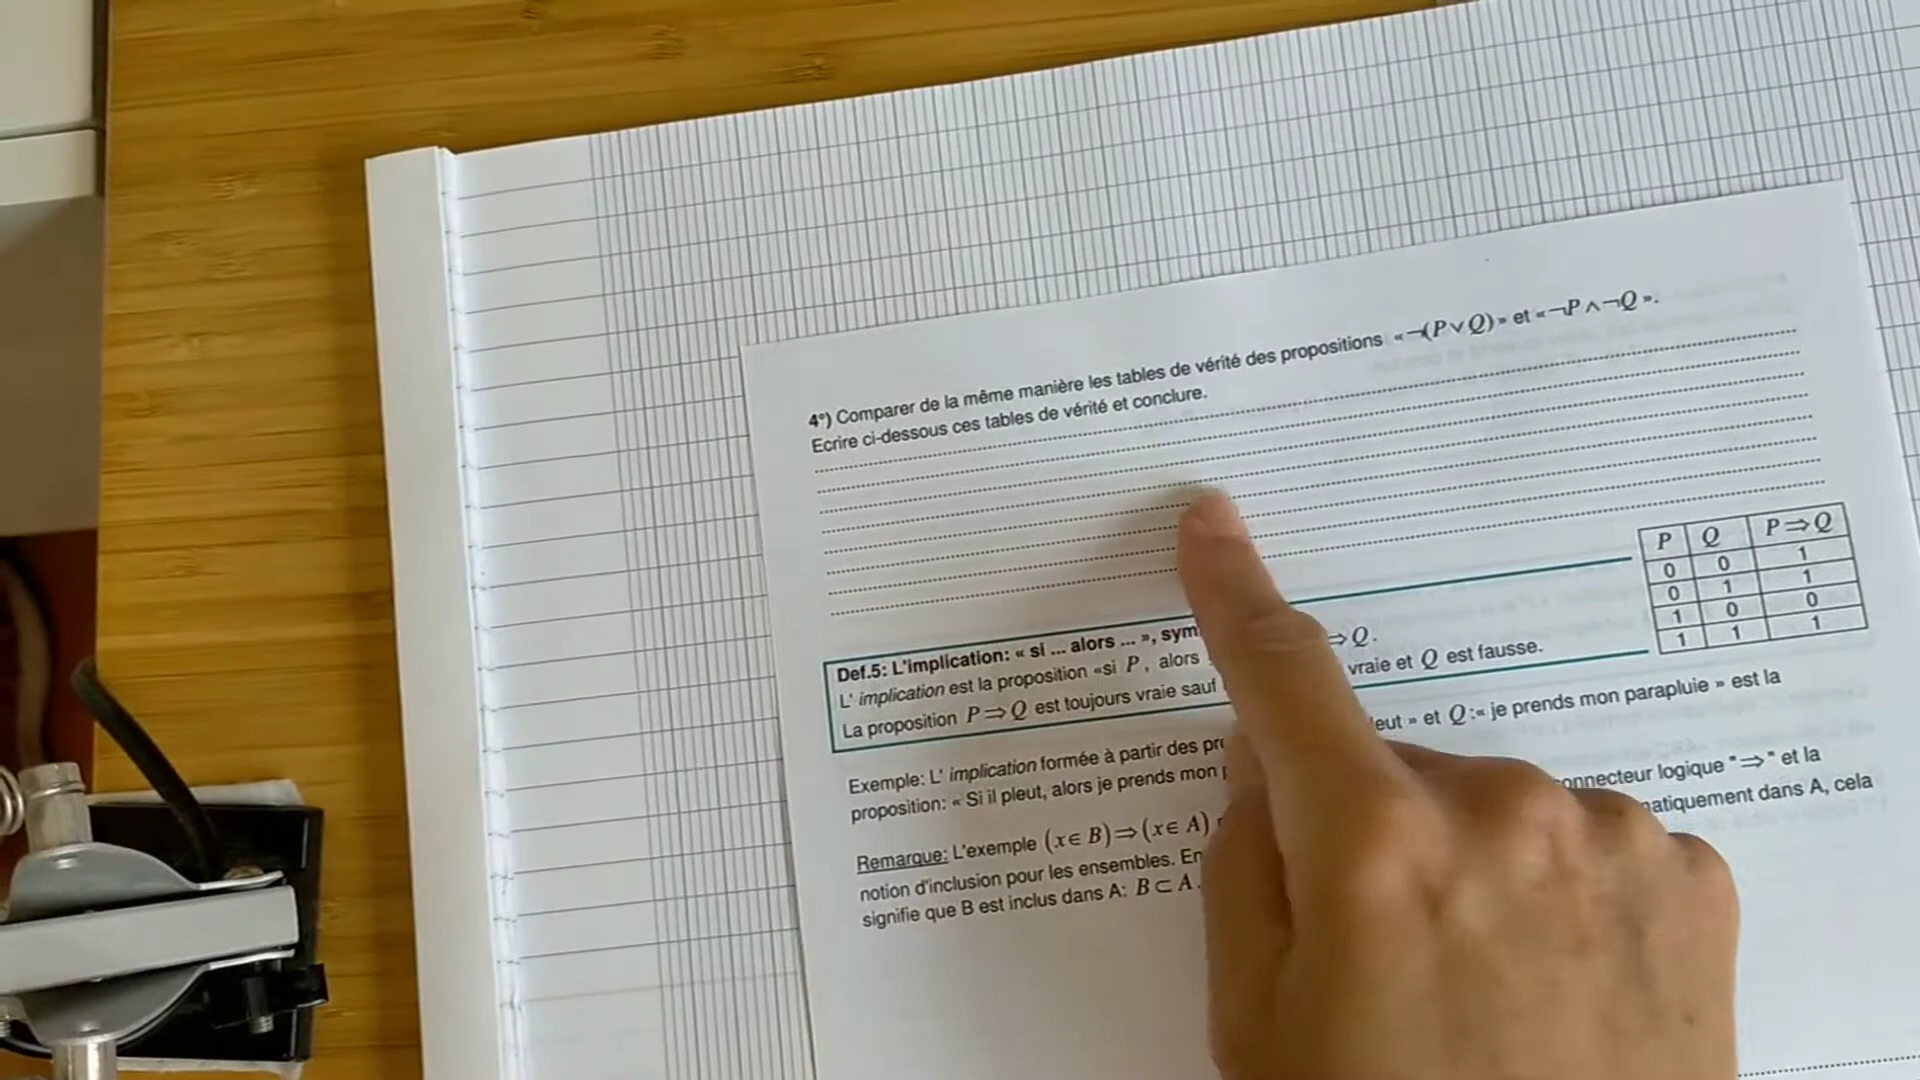 4°) Comparer de la même manière les tables de vérité des propositions « ¬(P∨Q) » et « ¬P∧¬Q ».
Ecrire ci-dessous ces tables de vérité et conclure.
P Q P⇒Q
0 0 1
0 1 1
1 0 0
1 1 1
Def.5: L'implication: « si ... alors ... », sym ⇒Q.
L' implication est la proposition «si P, alors
La proposition P⇒Q est toujours vraie sauf vraie et Q est fausse.
Exemple: L' implication formée à partir des leut » et Q:« je prends mon parapluie » est la
proposition: « Si il pleut, alors je prends mon
Remarque: L'exemple (x∈B)⇒(x∈A) onnecteur logique "⇒" et la
notion d'inclusion pour les ensembles. En matiquement dans A, cela
signifie que B est inclus dans A: B⊂A.